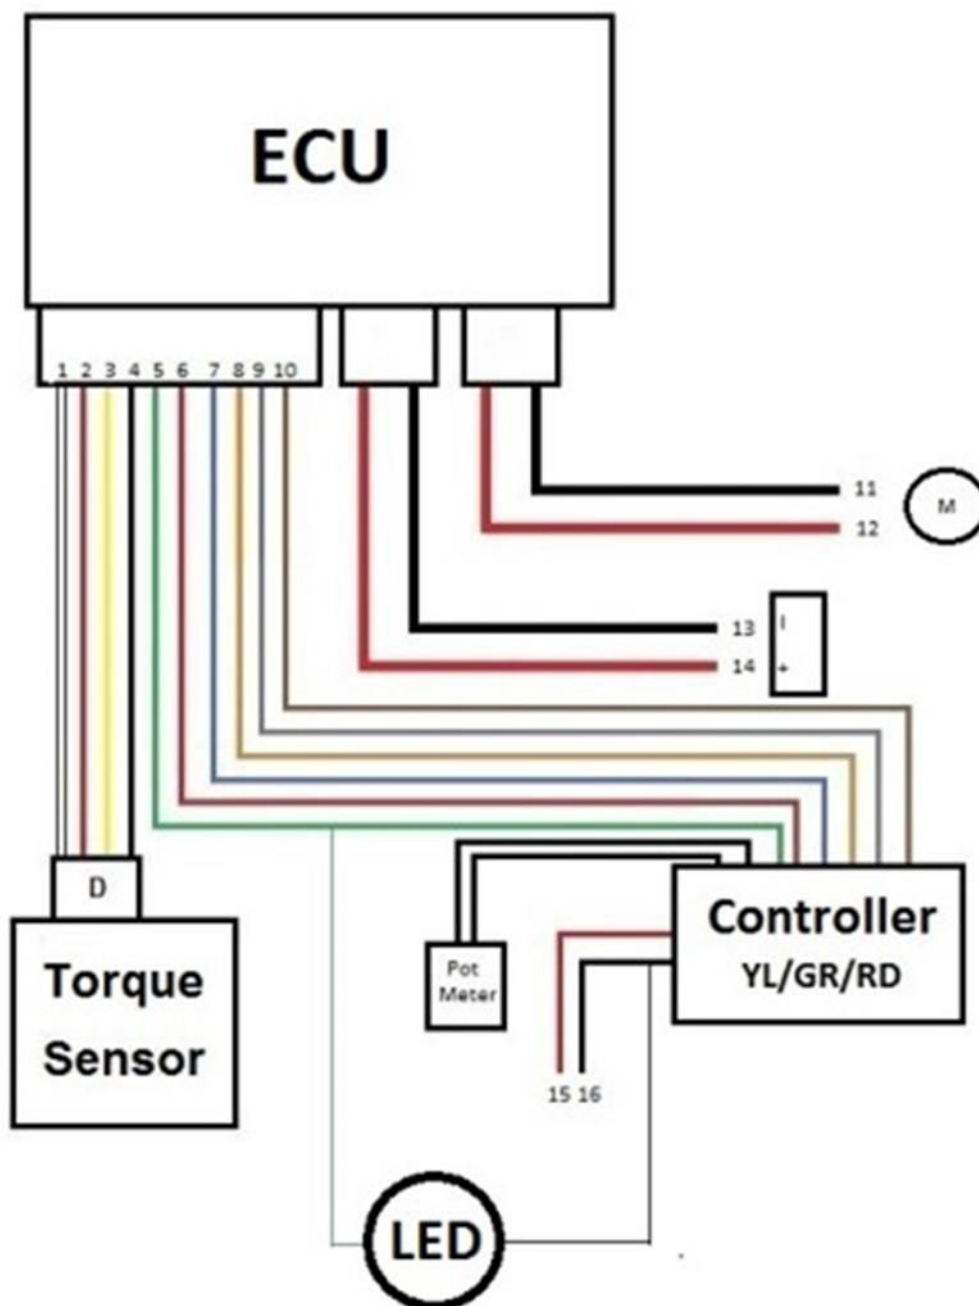 ECU
1 2 3 4 5 6 7 8 9 10
11
M
12
13
14
+
D
Torque
Sensor
Pot
Meter
Controller
YL/GR/RD
15 16
LED